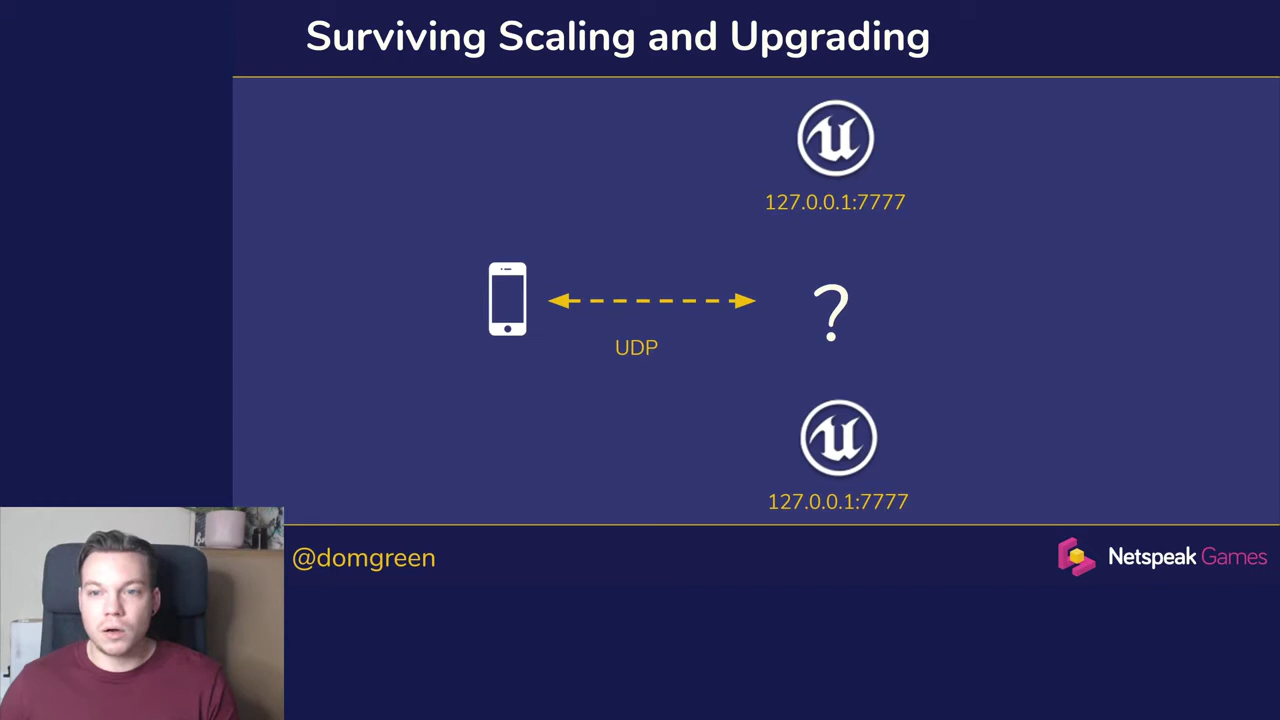 Surviving Scaling and Upgrading
127.0.0.1:7777
?
UDP
127.0.0.1:7777
@domgreen
Netspeak Games